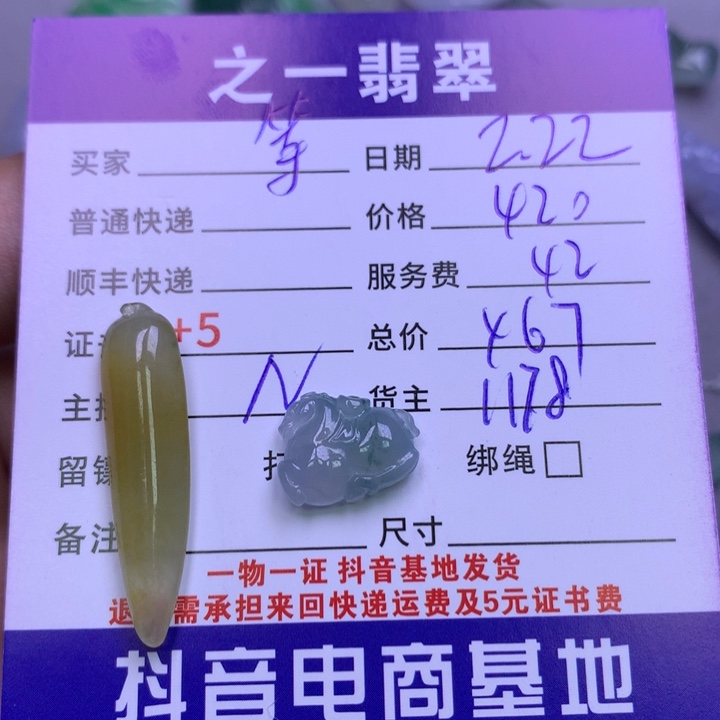 之一翡翠
买家 等 日期 2.22
普通快递 价格 420
顺丰快递 服务费 42
证 +5 总价 467
主 N 货主 1178
留 绑绳
备注 尺寸
一物一证 抖音基地发货
退 需承担来回快递运费及5元证书费
抖音电商基地